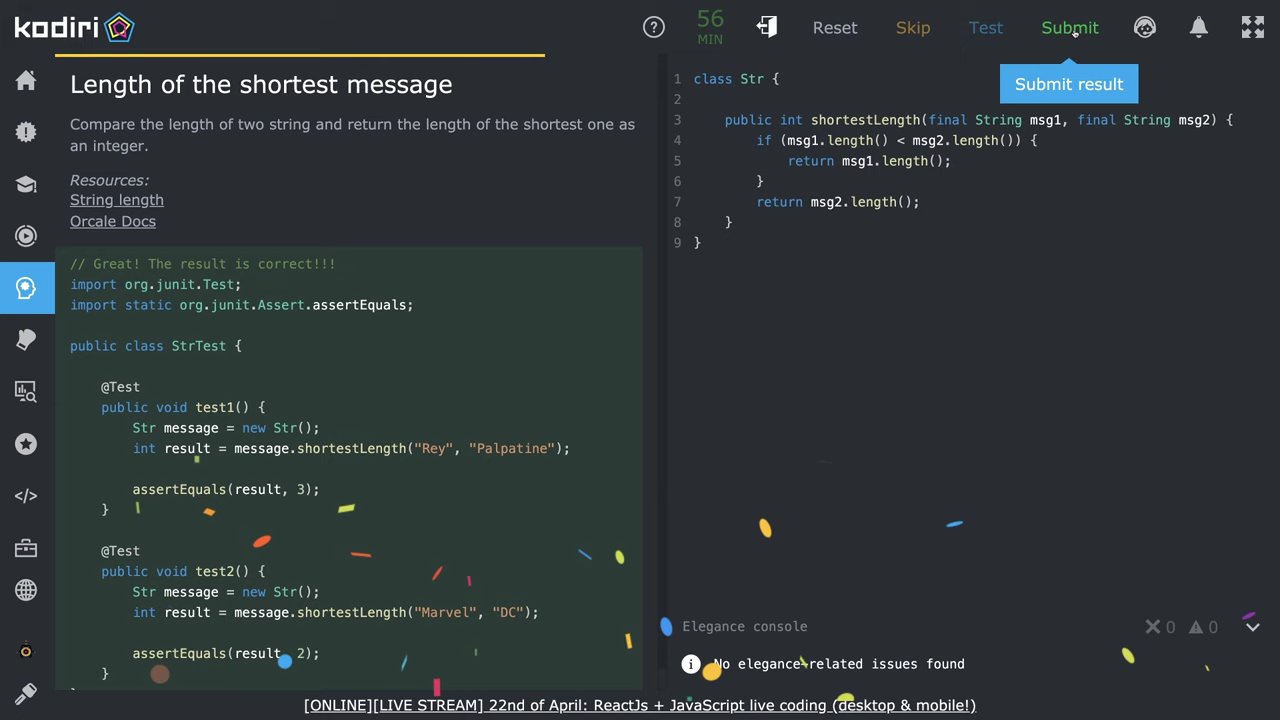 kodiri
56
MIN
Reset
Skip
Test
Submit
Submit result
Length of the shortest message
Compare the length of two string and return the length of the shortest one as
an integer.
Resources:
String length
Orcale Docs
// Great! The result is correct!!!
import org.junit.Test;
import static org.junit.Assert.assertEquals;
public class StrTest {
@Test
public void test1() {
Str message = new Str();
int result = message.shortestLength("Rey", "Palpatine");
assertEquals(result, 3);
}
@Test
public void test2() {
Str message = new Str();
int result = message.shortestLength("Marvel", "DC");
assertEquals(result, 2);
}
1 class Str {
2
3 public int shortestLength(final String msg1, final String msg2) {
4 if (msg1.length() < msg2.length()) {
5 return msg1.length();
6 }
7 return msg2.length();
8 }
9 }
Elegance console
0
0
No elegance-related issues found
[ONLINE][LIVE STREAM] 22nd of April: ReactJs + JavaScript live coding (desktop & mobile!)